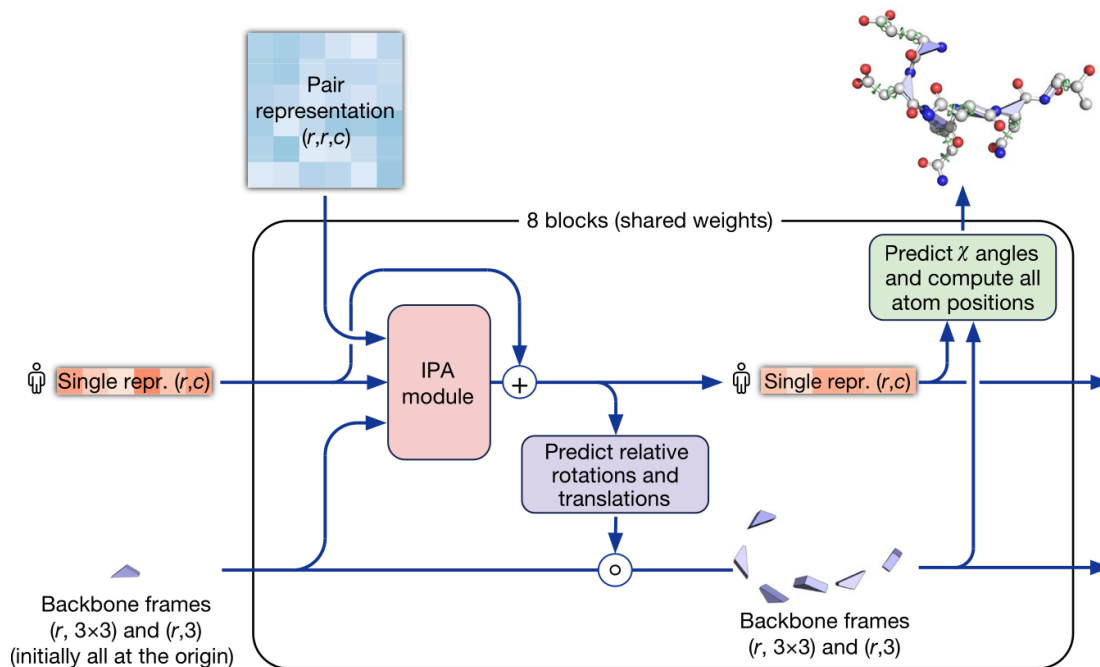 Pair
representation
(r,r,c)
8 blocks (shared weights)
Predict χ angles
and compute all
atom positions
Single repr. (r,c)
IPA
module
+
Single repr. (r,c)
Predict relative
rotations and
translations
Backbone frames
(r, 3×3) and (r,3)
(initially all at the origin)
Backbone frames
(r, 3×3) and (r,3)